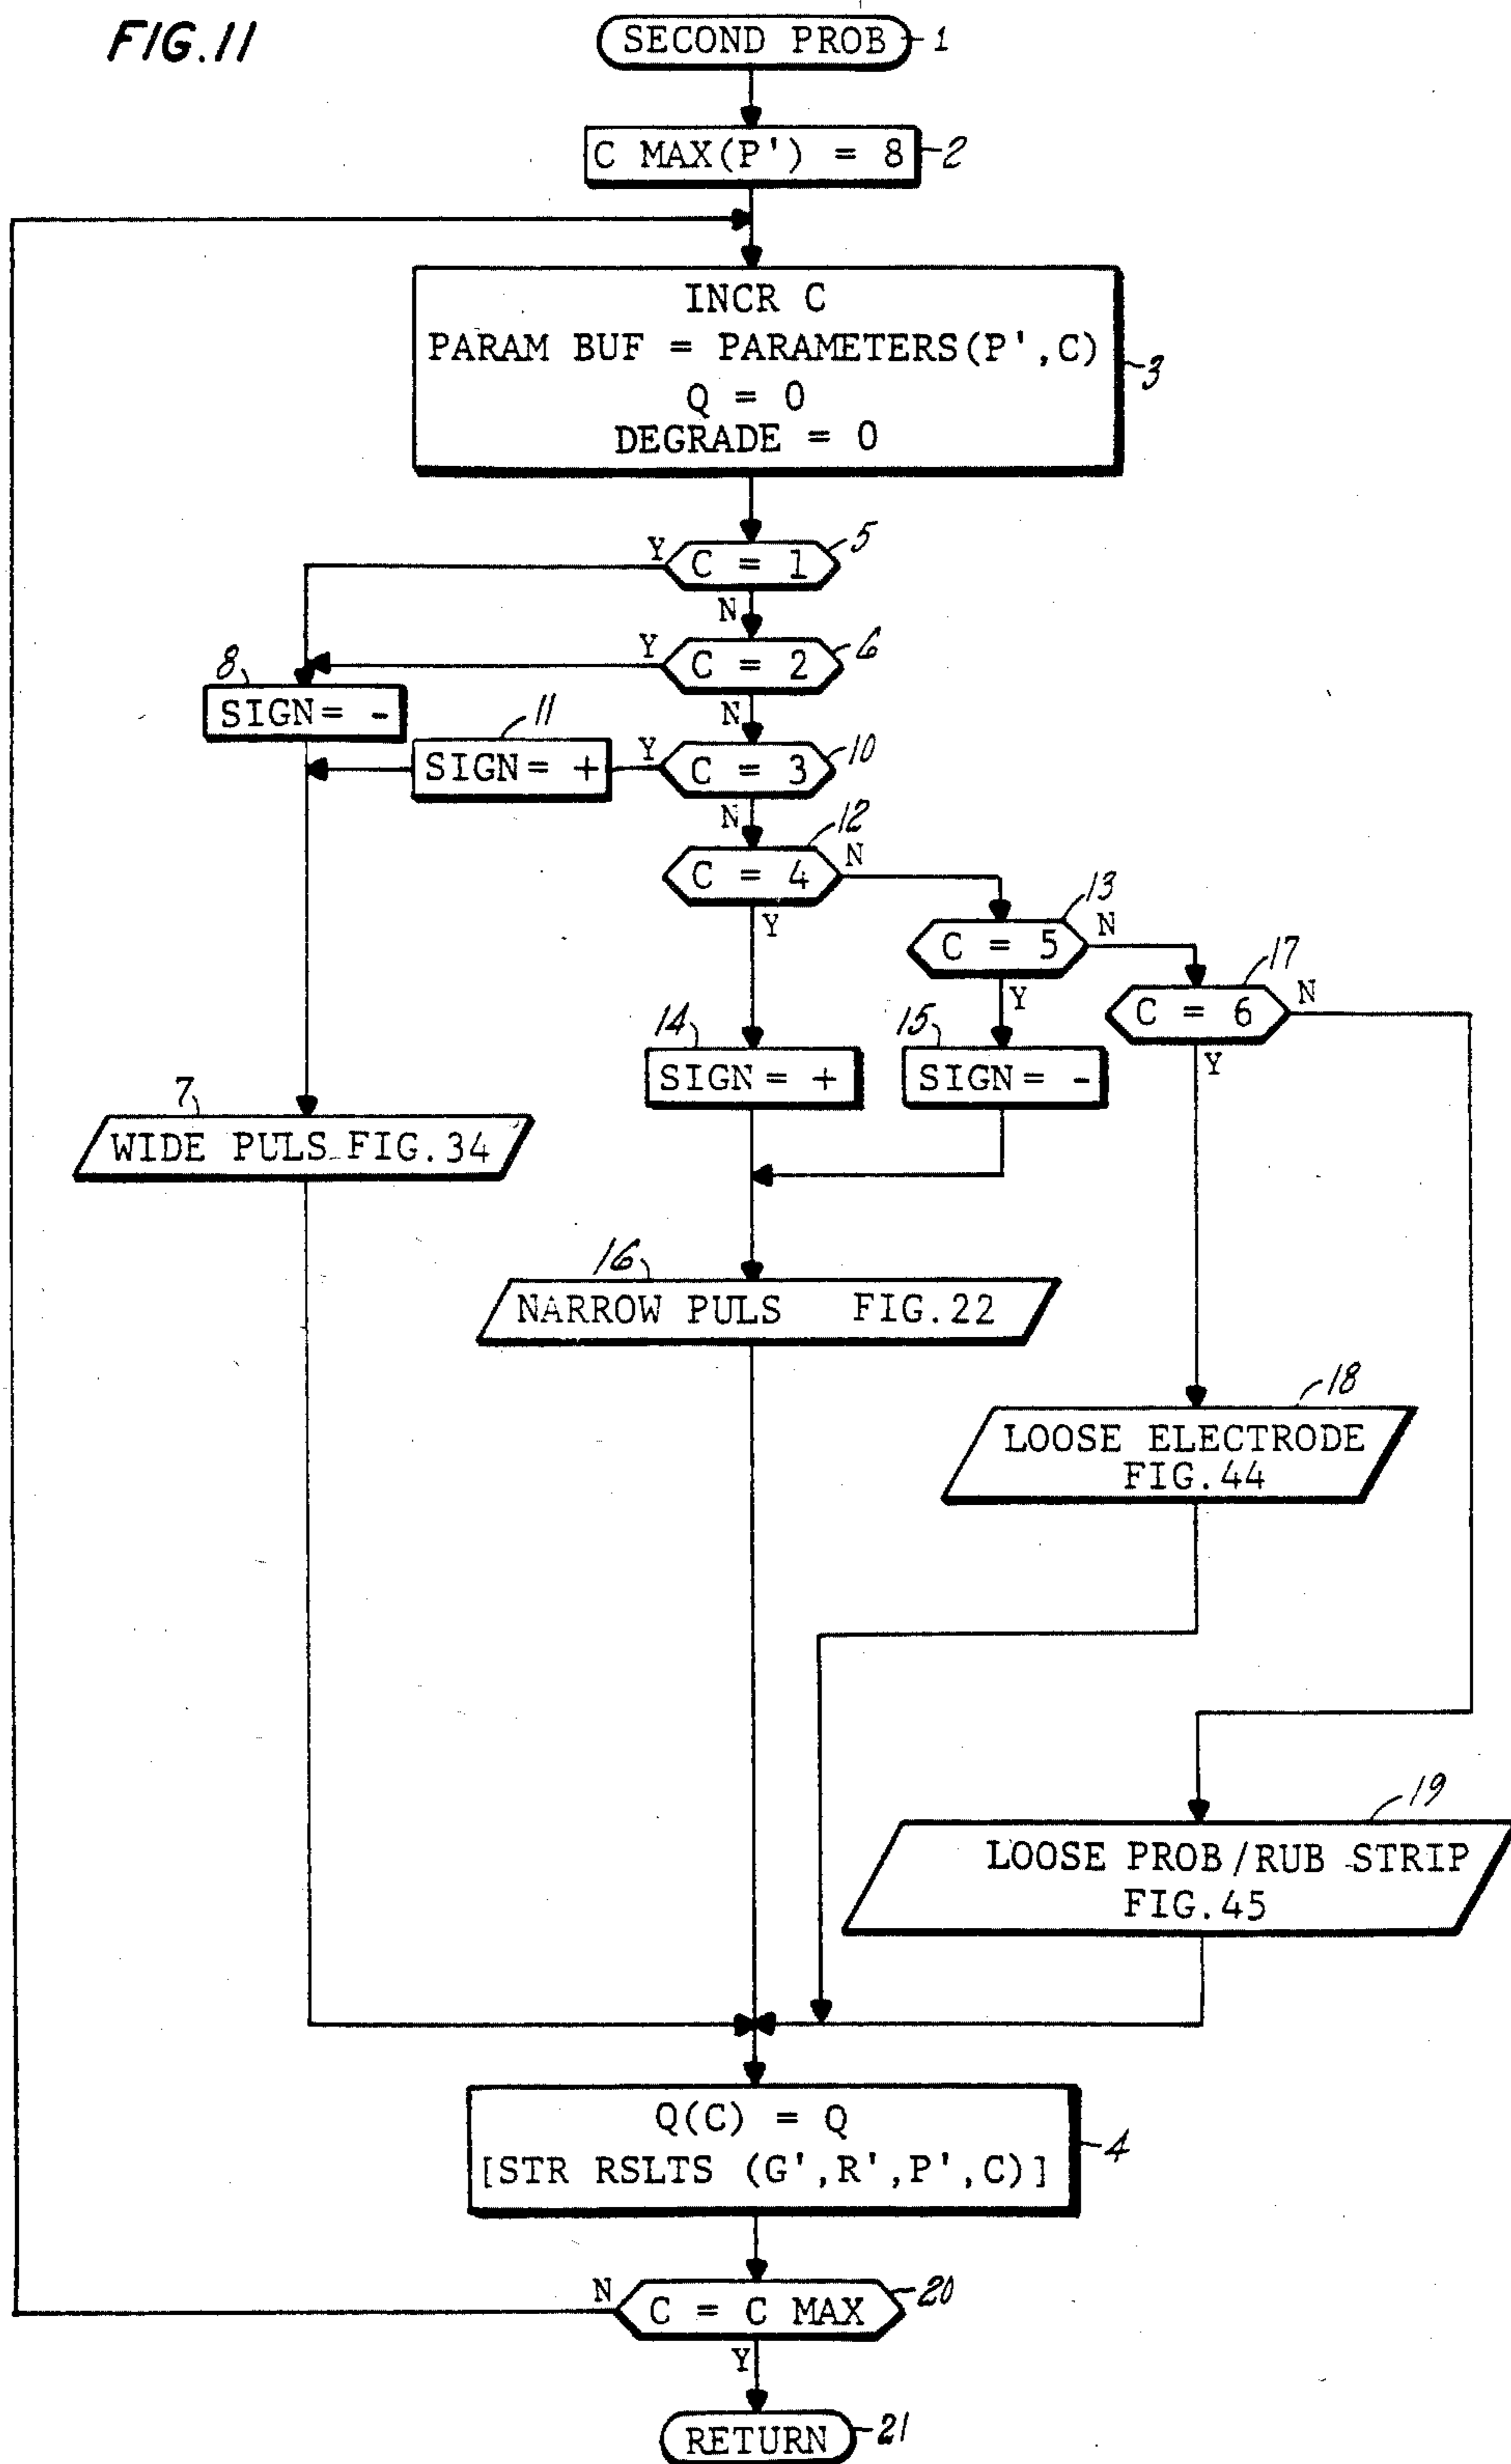 FIG. 11
SECOND PROB 1
C MAX(P') = 8 2
INCR C
PARAM BUF = PARAMETERS(P',C)
Q = 0
DEGRADE = 0
3
Y C = 1 5
N
Y C = 2 6
8
SIGN= -
N
11
SIGN= +
Y C = 3 10
N
C = 4 12
N
Y
C = 5 13
N
Y
C = 6 17
N
Y
14
SIGN= +
15
SIGN= -
7
WIDE PULS FIG.34
16
NARROW PULS FIG.22
18
LOOSE ELECTRODE
FIG.44
19
LOOSE PROB/RUB STRIP
FIG.45
Q(C) = Q
[STR RSLTS (G',R',P',C)]
4
N C = C MAX 20
Y
RETURN 21